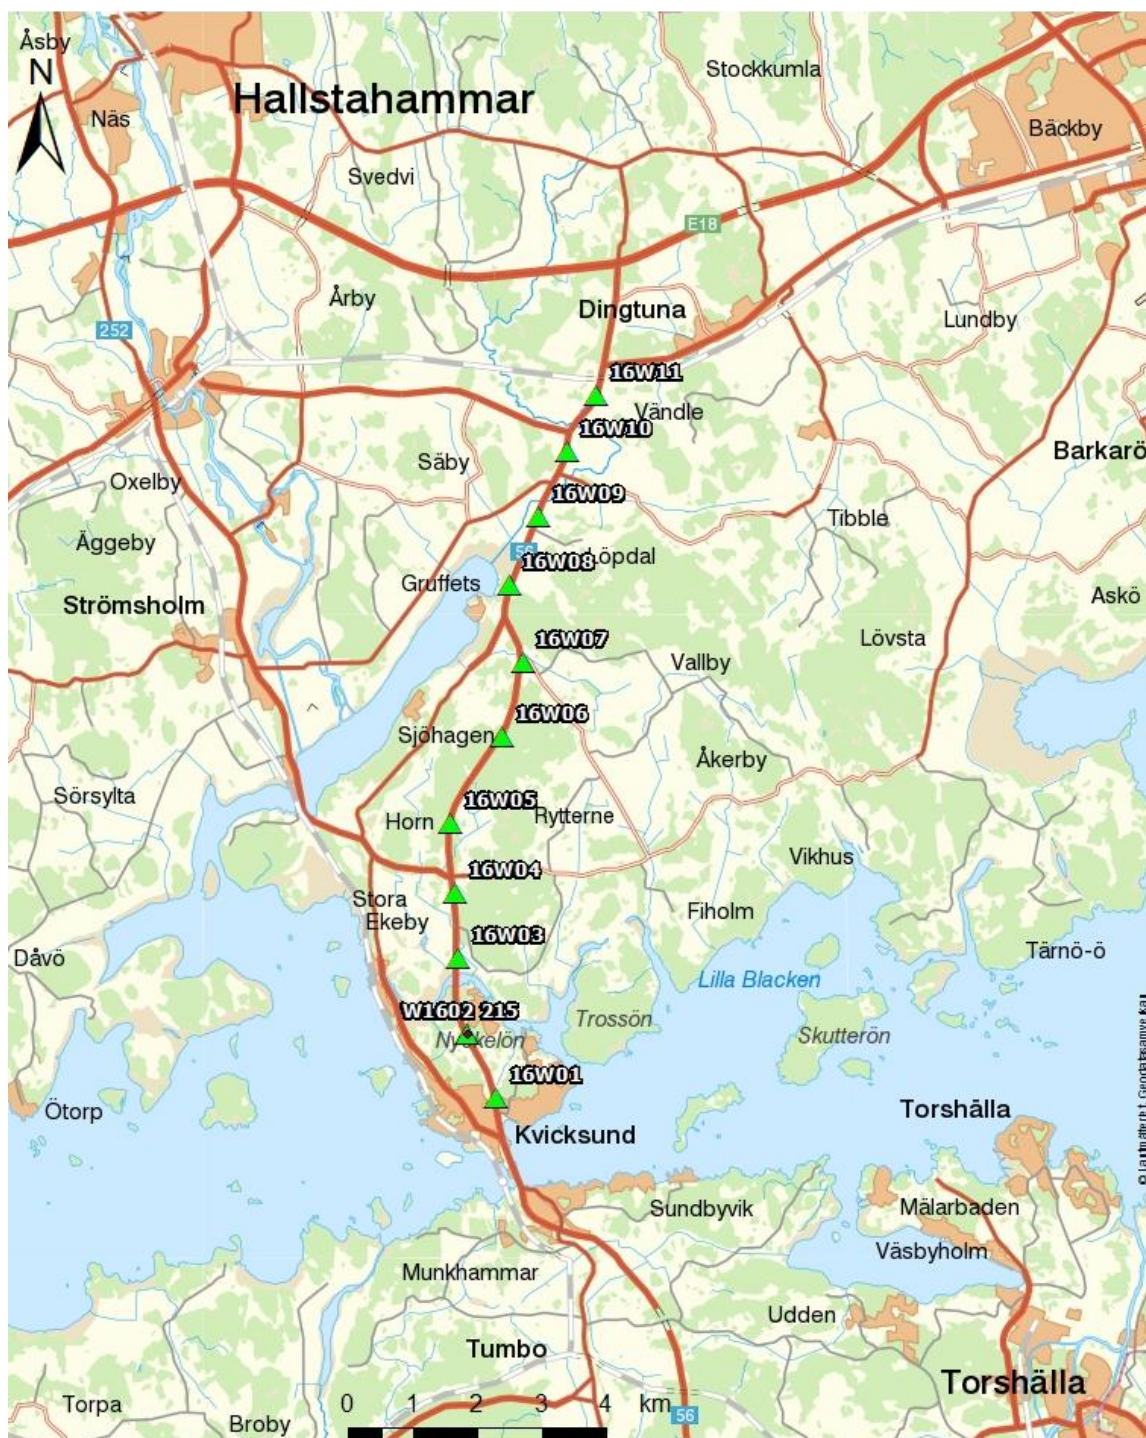 Åsby
N
Hallstahammar
Stockkumla
Näs
Bäckby
Svedvi
E18
Årby
Dingtuna
252
Lundby
16W11
Vändle
16W10
Säby
Barkarö
Oxelby
16W09
Tibble
Äggeby
56
Löpdal
16W08
Gruffets
Askö
Strömsholm
Lövsta
16W07
Vallby
16W06
Sjöhagen
Åkerby
Sörsylta
16W05
Rytterne
Horn
Vikhus
16W04
Stora
Ekeby
Fiholm
16W03
Tärnö-ö
Dåvö
Lilla Blacken
W1602 215
Trossön
Skutterön
16W01
Ötorp
Torshälla
Kvicksund
Mälarbaden
Sundbyvik
Väsbyholm
Munkhammar
Udden
Tumbo
Torshälla
0 1 2 3 4 km
56
Torpa
Broby